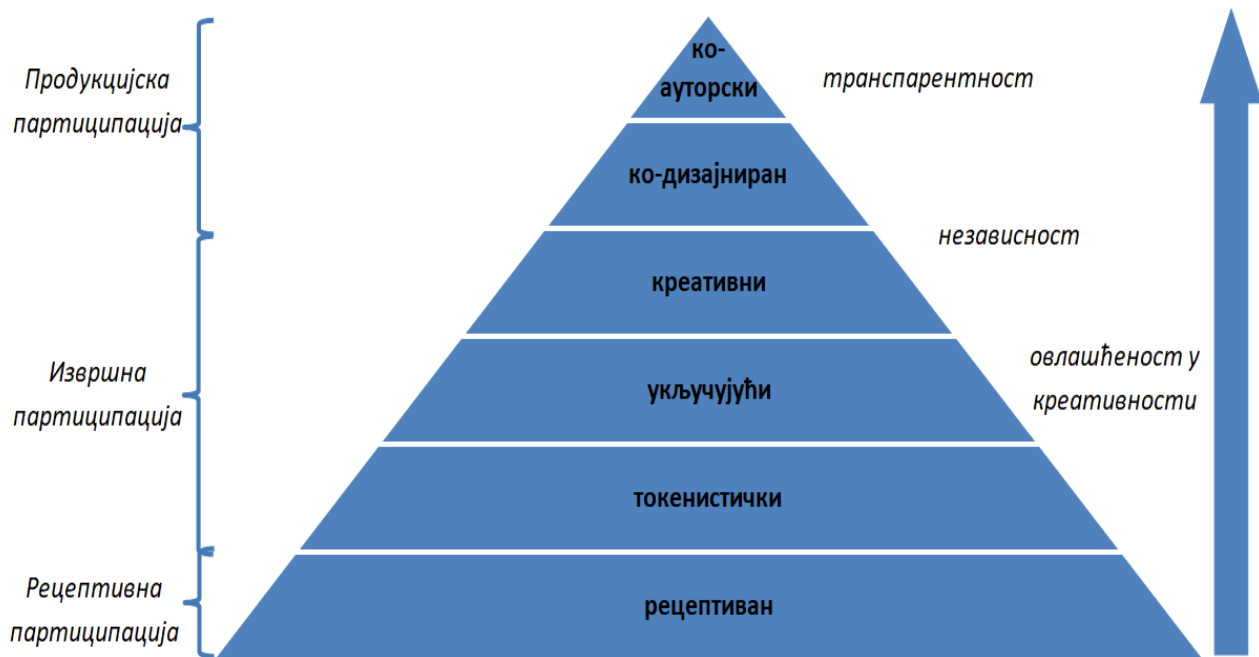 Продукцијска
партиципација
ко-
ауторски
транспарентност
ко-дизајниран
независност
креативни
Извршна
партиципација
укључујући
овлашћеност у
креативности
токенистички
Рецептивна
партиципација
рецептиван